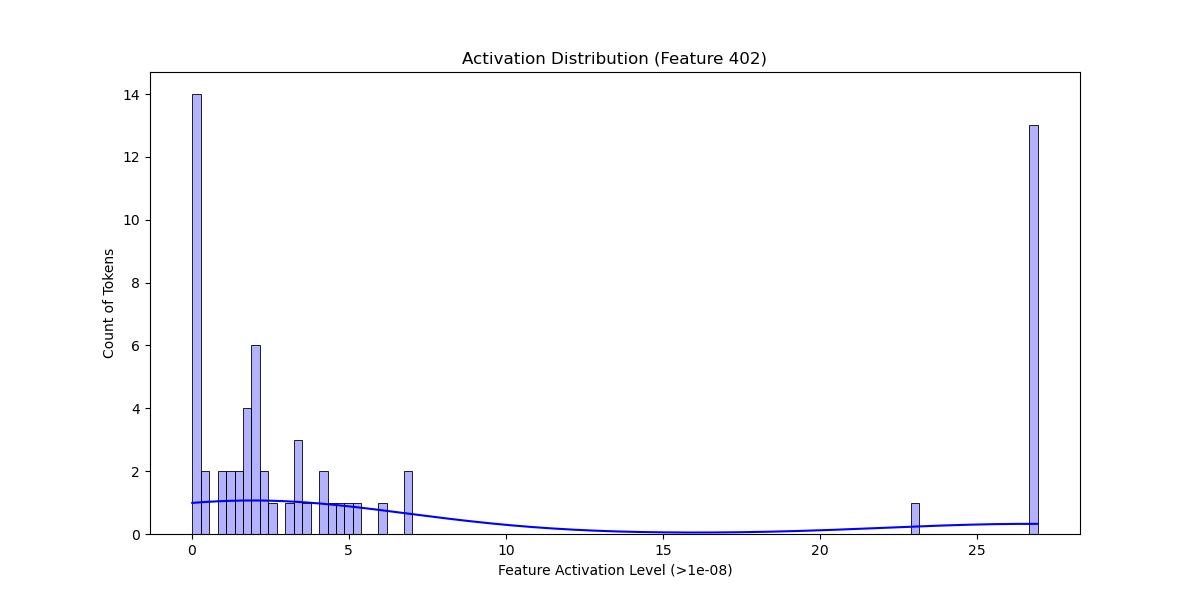 Activation Distribution (Feature 402)
14
12
10
8
6
4
2
0
Count of Tokens
0 5 10 15 20 25
Feature Activation Level (>1e-08)